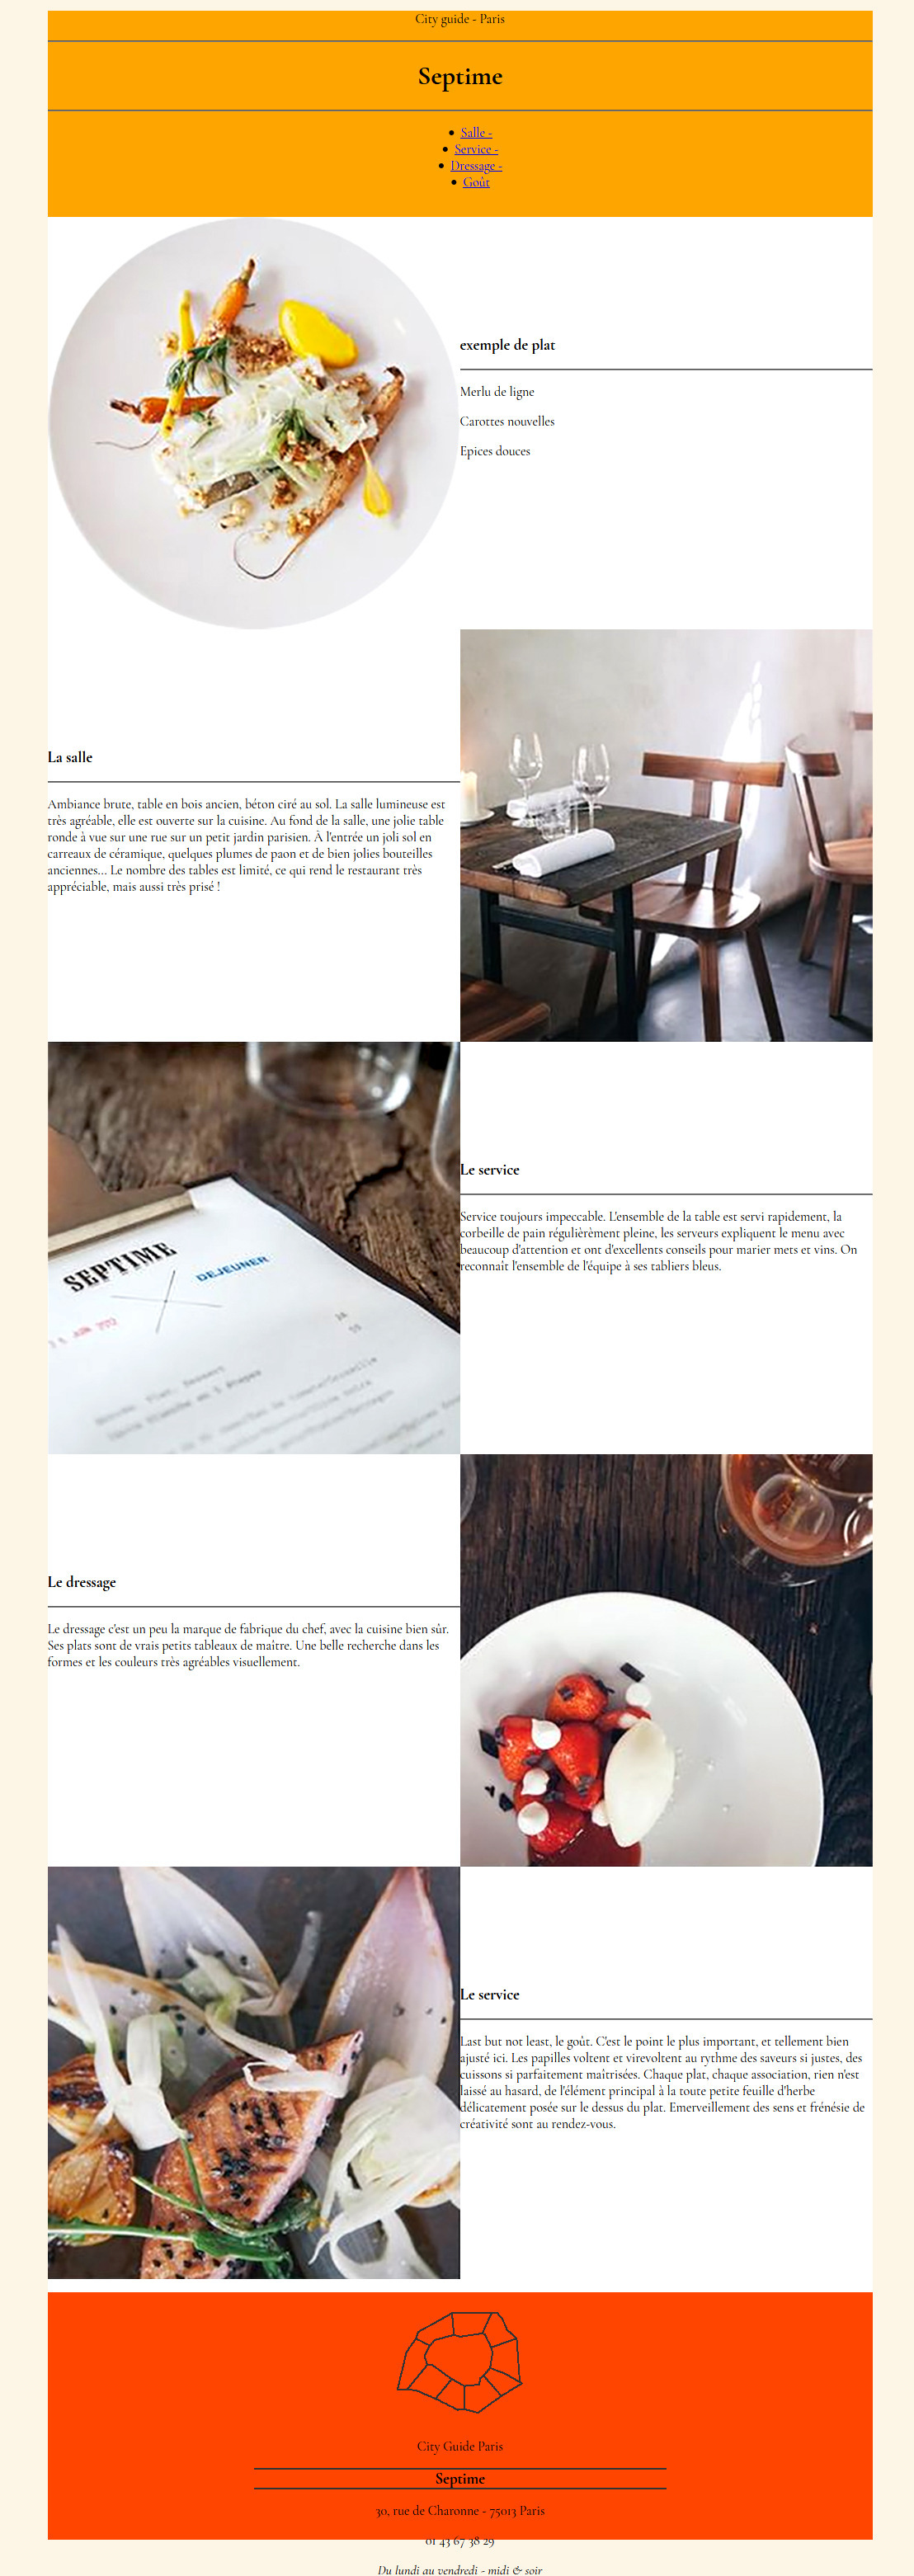 City guide - Paris
Septime
Salle -
Service -
Dressage -
Goût
exemple de plat
Merlu de ligne
Carottes nouvelles
Epices douces
La salle
Ambiance brute, table en bois ancien, béton ciré au sol. La salle lumineuse est
très agréable, elle est ouverte sur la cuisine. Au fond de la salle, une jolie table
ronde à vue sur une rue sur un petit jardin parisien. À l'entrée un joli sol en
carreaux de céramique, quelques plumes de paon et de bien jolies bouteilles
anciennes... Le nombre des tables est limité, ce qui rend le restaurant très
appréciable, mais aussi très prisé !
SEPTIME
DEJEUNER
Le service
Service toujours impeccable. L'ensemble de la table est servi rapidement, la
corbeille de pain régulièrèment pleine, les serveurs expliquent le menu avec
beaucoup d'attention et ont d'excellents conseils pour marier mets et vins. On
reconnaît l'ensemble de l'équipe à ses tabliers bleus.
Le dressage
Le dressage c'est un peu la marque de fabrique du chef, avec la cuisine bien sûr.
Ses plats sont de vrais petits tableaux de maître. Une belle recherche dans les
formes et les couleurs très agréables visuellement.
Le service
Last but not least, le goût. C'est le point le plus important, et tellement bien
ajusté ici. Les papilles voltent et virevoltent au rythme des saveurs si justes, des
cuissons si parfaitement maîtrisées. Chaque plat, chaque association, rien n'est
laissé au hasard, de l'élément principal à la toute petite feuille d'herbe
délicatement posée sur le dessus du plat. Emerveillement des sens et frénésie de
créativité sont au rendez-vous.
City Guide Paris
Septime
30, rue de Charonne - 75013 Paris
01 43 67 38 29
Du lundi au vendredi - midi & soir